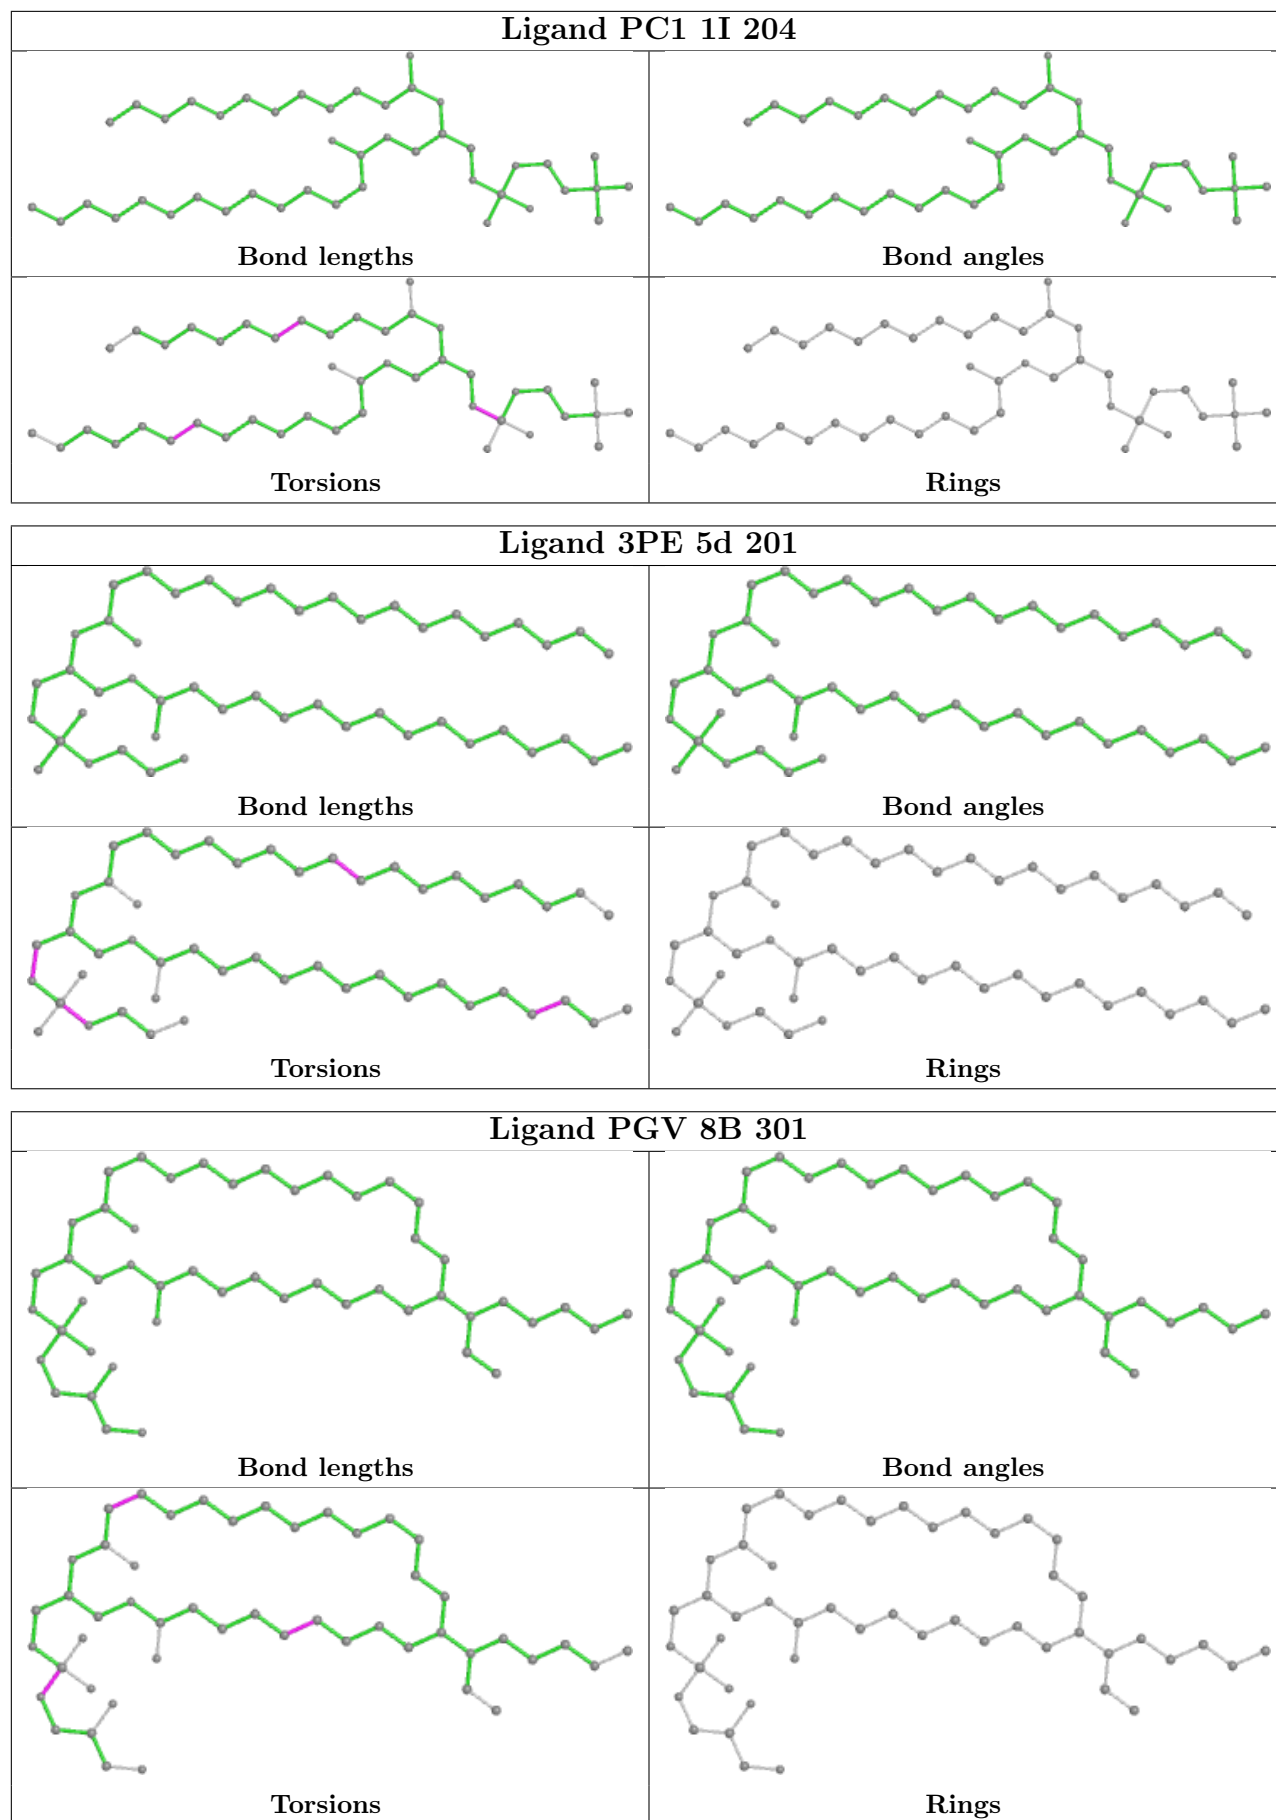 Ligand PC1 1I 204
Bond lengths
Bond angles
Torsions
Rings
Ligand 3PE 5d 201
Bond lengths
Bond angles
Torsions
Rings
Ligand PGV 8B 301
Bond lengths
Bond angles
Torsions
Rings